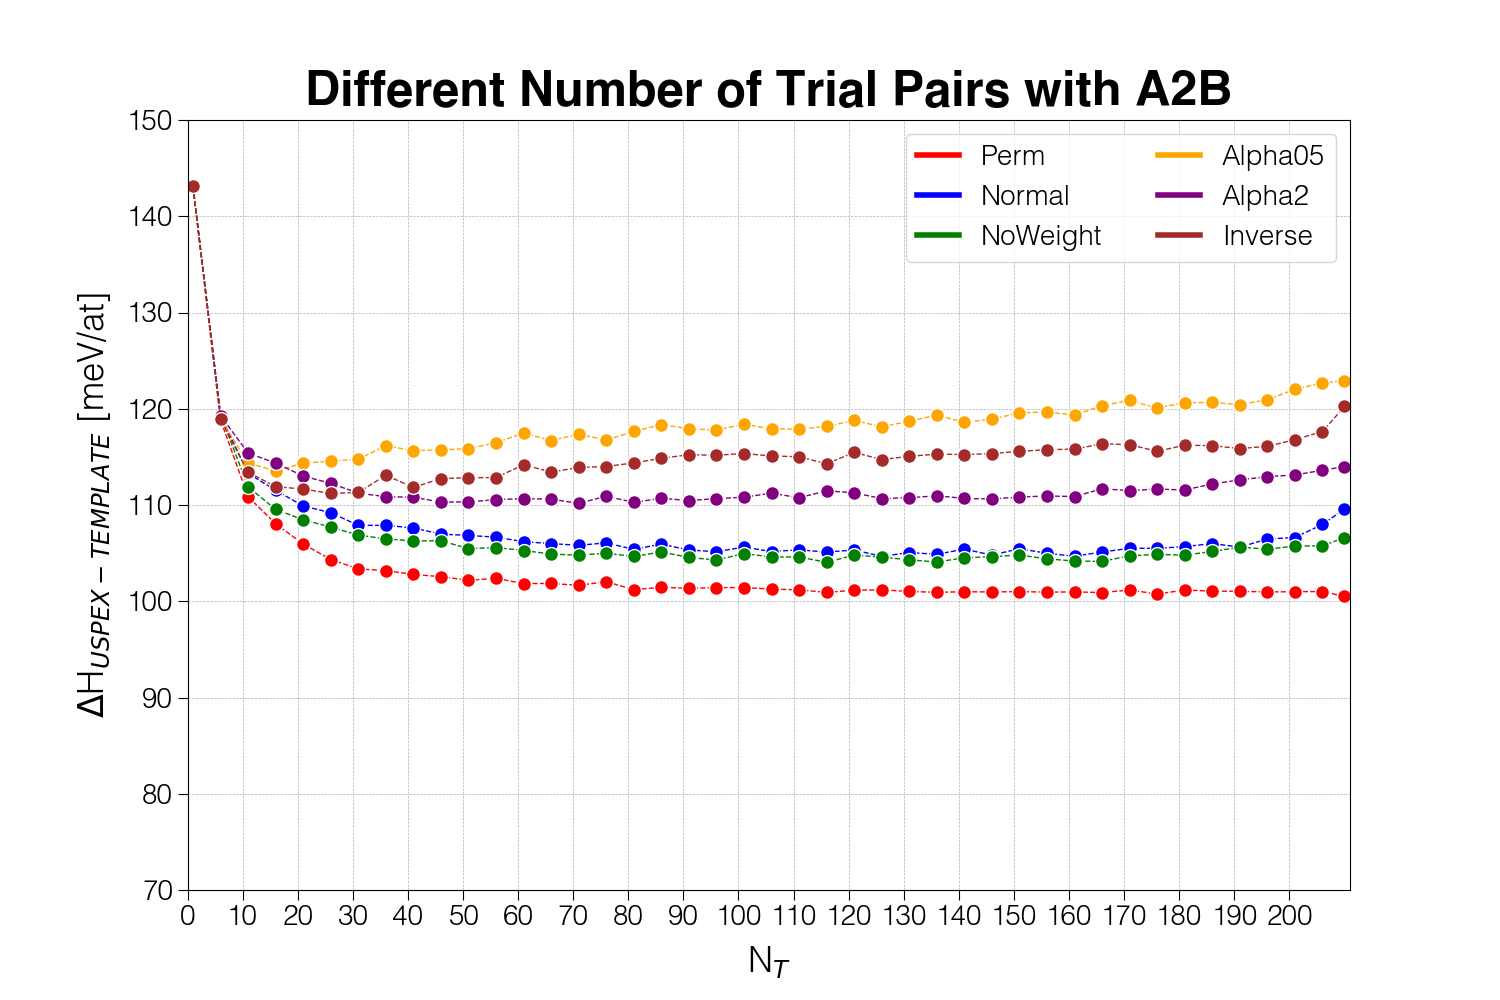 Different Number of Trial Pairs with A2B
150
140
130
120
110
100
90
80
70
ΔH_USPEX−TEMPLATE [meV/at]
Perm
Normal
NoWeight
Alpha05
Alpha2
Inverse
0 10 20 30 40 50 60 70 80 90 100 110 120 130 140 150 160 170 180 190 200
N_T